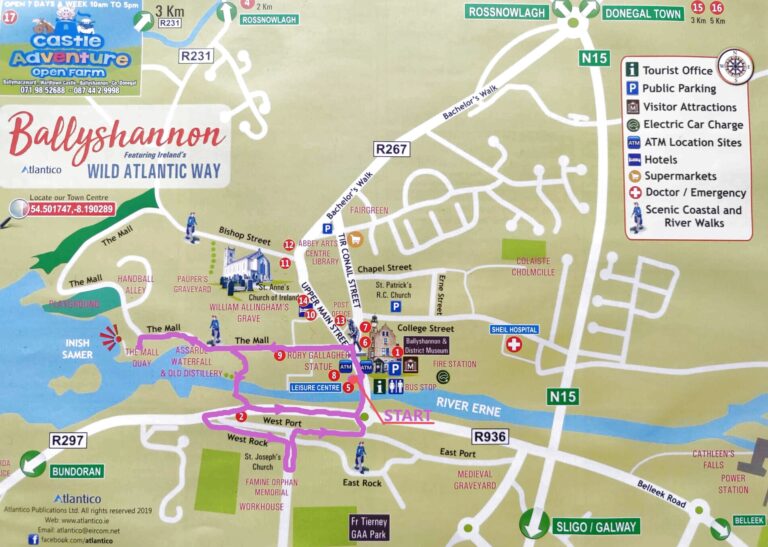 OPEN 7 DAYS A WEEK 10am TO 5pm
17
Castle
Adventure
Open Farm
071 98 52688 - 087/44 2 9998
3 Km
R231
4
2 Km
ROSSNOWLAGH
R231
ROSSNOWLAGH
DONEGAL TOWN
15
3 Km
16
5 Km
N15
Tourist Office
Public Parking
Visitor Attractions
Electric Car Charge
ATM Location Sites
Hotels
Supermarkets
Doctor / Emergency
Scenic Coastal and
River Walks
Ballyshannon
Featuring Ireland's
Atlantico
WILD ATLANTIC WAY
Locate our Town Centre
54.501747,-8.190289
Bachelor's Walk
R267
Bachelor's Walk
FAIRGREEN
TIR CONAIL STREET
COLAISTE
CHOLMCILLE
The Mall
Bishop Street
12
11
ABBEY ARTS
CENTRE
LIBRARY
Chapel Street
St. Patrick's
R.C. Church
Erne Street
The Mall
HANDBALL
ALLEY
PAUPER'S
GRAVEYARD
St. Anne's
Church of Ireland
WILLIAM ALLINGHAM'S
GRAVE
14
10
UPPER MAIN STREET
POST
OFFICE
13
7
6
College Street
SHEIL HOSPITAL
PLAYGROUND
INISH
SAMER
The Mall
THE MALL
QUAY
ASSAROE
WATERFALL
& OLD DISTILLERY
The Mall
9
RORY GALLAGHER
STATUE
8
ATM
ATM
1
Ballyshannon &
District Museum
FIRE STATION
LEISURE CENTRE
5
BUS STOP
START
RIVER ERNE
N15
2
West Port
R936
R297
BUNDORAN
West Rock
St. Joseph's
Church
FAMINE ORPHAN
MEMORIAL
WORKHOUSE
East Rock
East Port
MEDIEVAL
GRAVEYARD
Belleek Road
CATHLEEN'S
FALLS
POWER
STATION
Fr Tierney
GAA Park
SLIGO / GALWAY
BELLEEK
Atlantico
Atlantico Publications Ltd. All rights reserved 2019
Web: www.atlantico.ie
Email: atlantico@eircom.net
facebook.com/atlantico